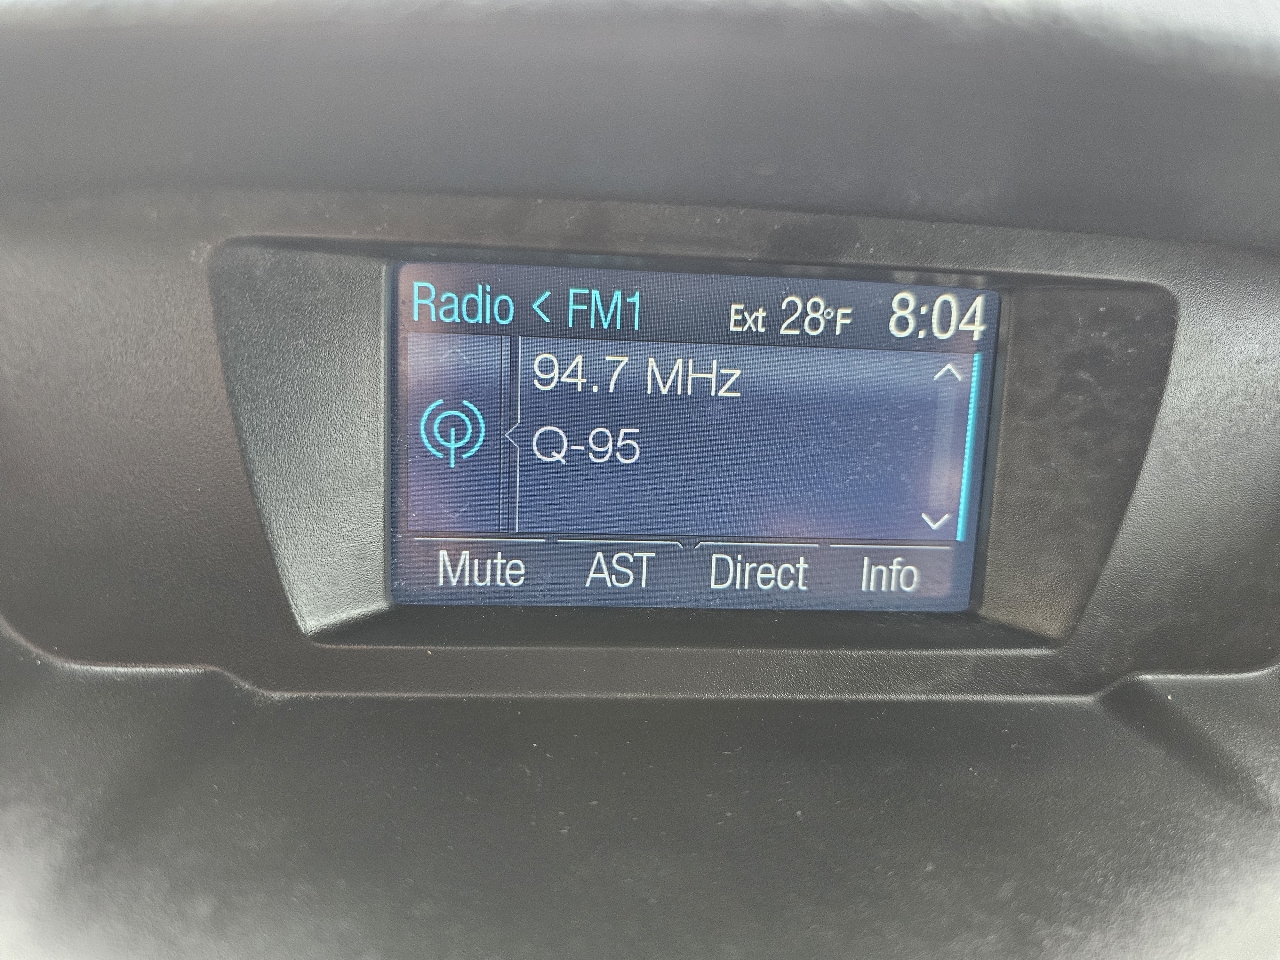 Radio < FM1 Ext 28°F 8:04
94.7 MHz
Q-95
Mute AST Direct Info